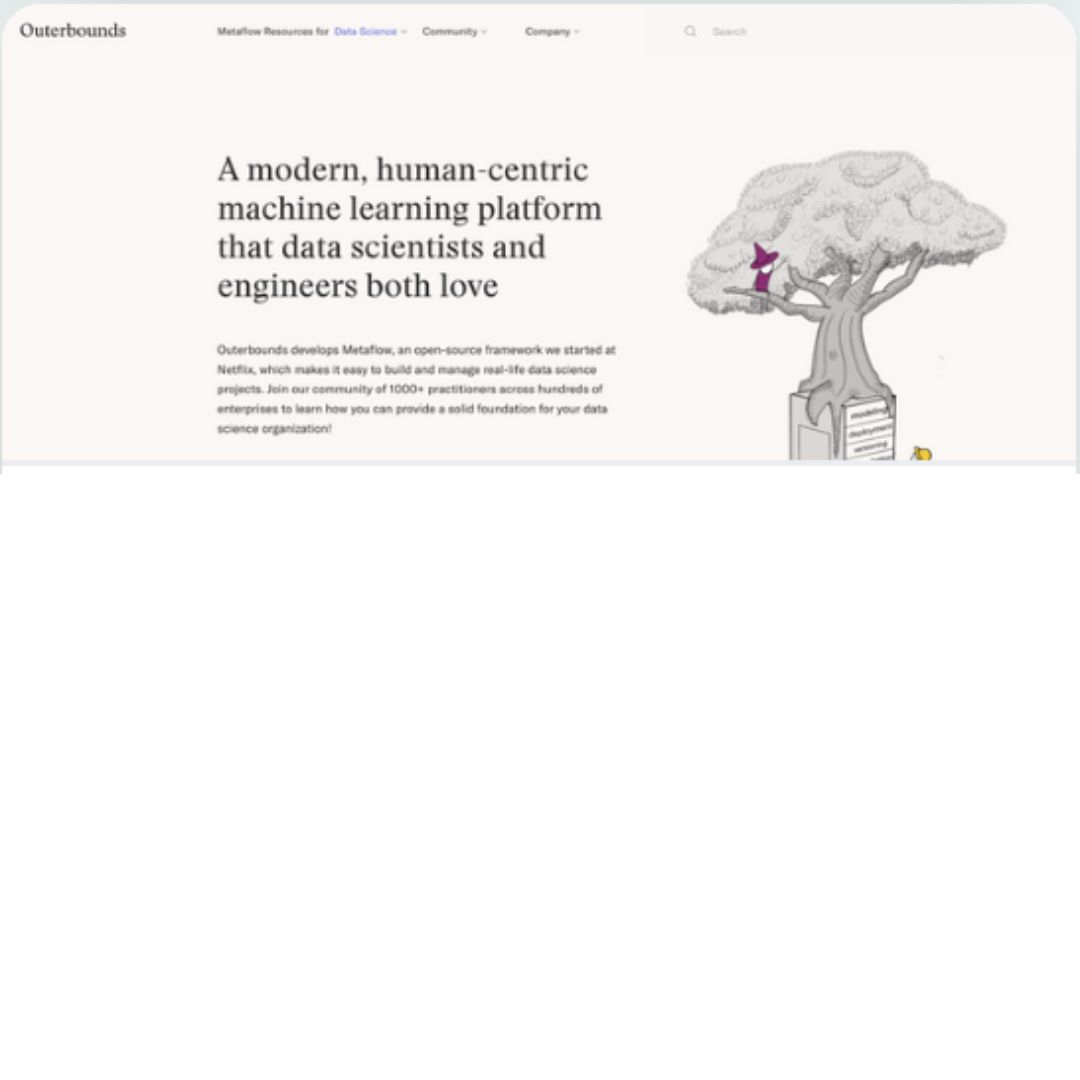 Outerbounds
Metaflow Resources for Data Science Community Company Search
A modern, human-centric
machine learning platform
that data scientists and
engineers both love
Outerbounds develops Metaflow, an open-source framework we started at
Netflix, which makes it easy to build and manage real-life data science
projects. Join our community of 1000+ practitioners across hundreds of
enterprises to learn how you can provide a solid foundation for your data
science organization!
modeling
deployment
versioning